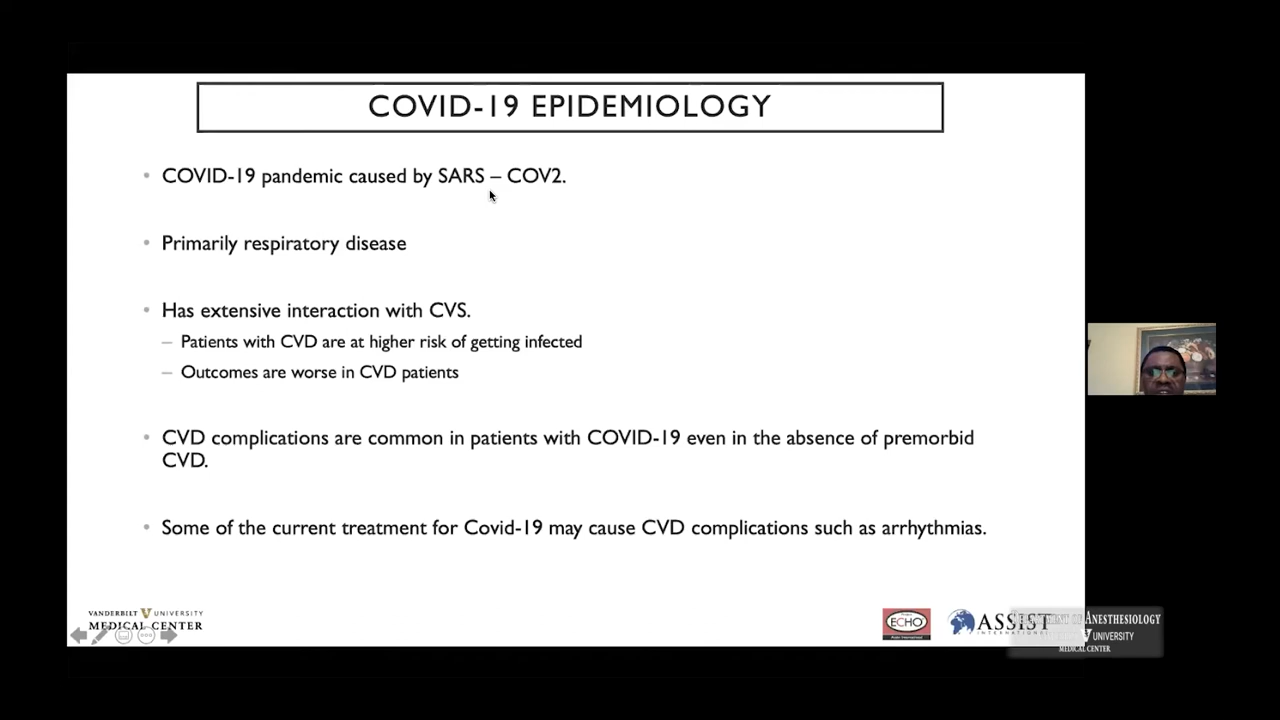 COVID-19 EPIDEMIOLOGY
• COVID-19 pandemic caused by SARS – COV2.
• Primarily respiratory disease
• Has extensive interaction with CVS.
– Patients with CVD are at higher risk of getting infected
– Outcomes are worse in CVD patients
• CVD complications are common in patients with COVID-19 even in the absence of premorbid
CVD.
• Some of the current treatment for Covid-19 may cause CVD complications such as arrhythmias.
VANDERBILT V UNIVERSITY
MEDICAL CENTER
ECHO
ASSIST
INTERNATIONAL
OF ANESTHESIOLOGY
UNIVERSITY
MEDICAL CENTER